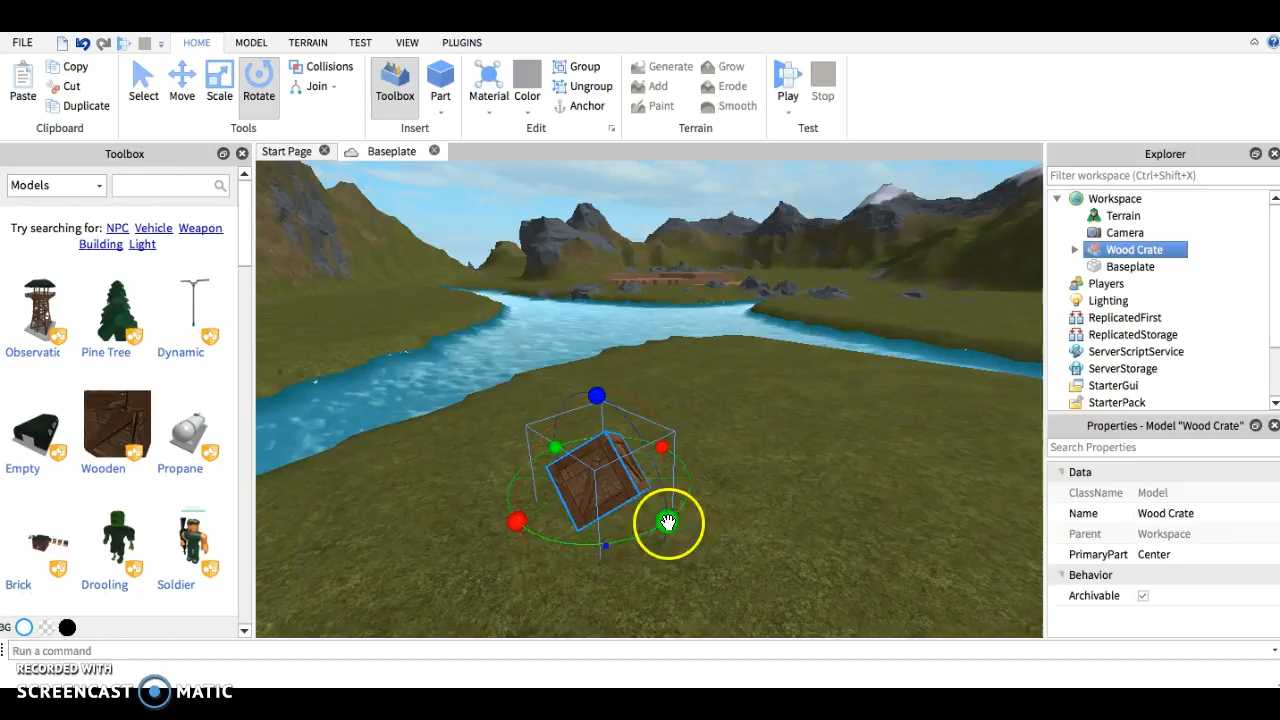 FILE HOME MODEL TERRAIN TEST VIEW PLUGINS
Paste Copy Cut Duplicate
Clipboard
Select Move Scale Rotate Collisions Join
Tools
Toolbox Part
Insert
Material Color Group Ungroup Anchor
Edit
Generate Grow Add Erode Paint Smooth
Terrain
Play Stop
Test
Toolbox
Models
Try searching for: NPC Vehicle Weapon
Building Light
Observatic Pine Tree Dynamic
Empty Wooden Propane
Brick Drooling Soldier
BG
Start Page Baseplate
Explorer
Filter workspace (Ctrl+Shift+X)
Workspace
Terrain
Camera
Wood Crate
Baseplate
Players
Lighting
ReplicatedFirst
ReplicatedStorage
ServerScriptService
ServerStorage
StarterGui
StarterPack
Properties - Model "Wood Crate"
Search Properties
Data
ClassName Model
Name Wood Crate
Parent Workspace
PrimaryPart Center
Behavior
Archivable
Run a command
RECORDED WITH
SCREENCAST MATIC